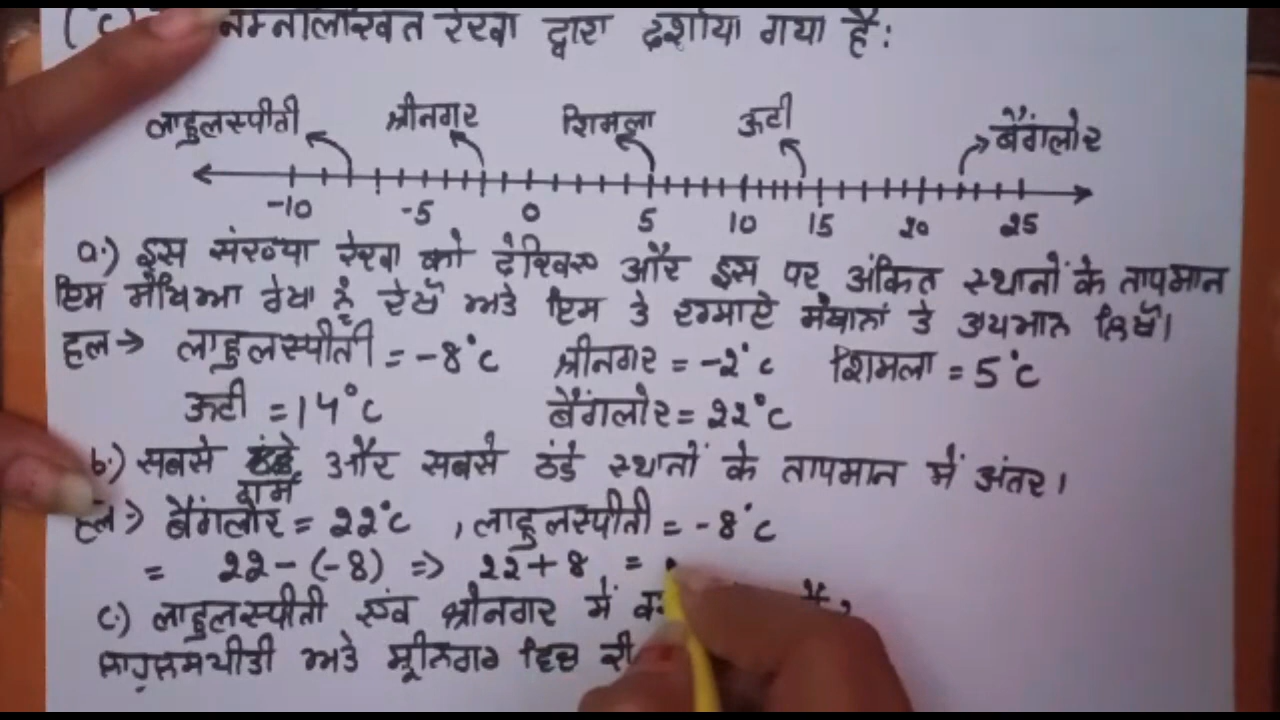 (°C) निम्नलिखित रेखा द्वारा दर्शाया गया है:
लाहुलस्पीती श्रीनगर शिमला ऊटी बैंगलोर
-10 -5 0 5 10 15 20 25
a.) इस संख्या रेखा को देखिए और इस पर अंकित स्थानों के तापमान
ਇਸ ਸੰਖਿਆ ਰੇਖਾ ਨੂੰ ਦੇਖੋ ਅਤੇ ਇਸ ਤੇ ਦਰਸਾਏ ਸਥਾਨਾਂ ਦੇ ਤਾਪਮਾਨ ਲਿਖੋ।
हल → लाहुलस्पीती = -8°C श्रीनगर = -2°C शिमला = 5°C
ऊटी = 14°C बैंगलोर = 22°C
b.) सबसे गर्म और सबसे ठंडे स्थानों के तापमान में अंतर।
हल → बैंगलोर = 22°C , लाहुलस्पीती = -8°C
= 22 - (-8) => 22 + 8 =
c.) लाहुलस्पीती एंव श्रीनगर में
ਅਤੇ ਸ੍ਰੀਨਗਰ ਵਿਚ